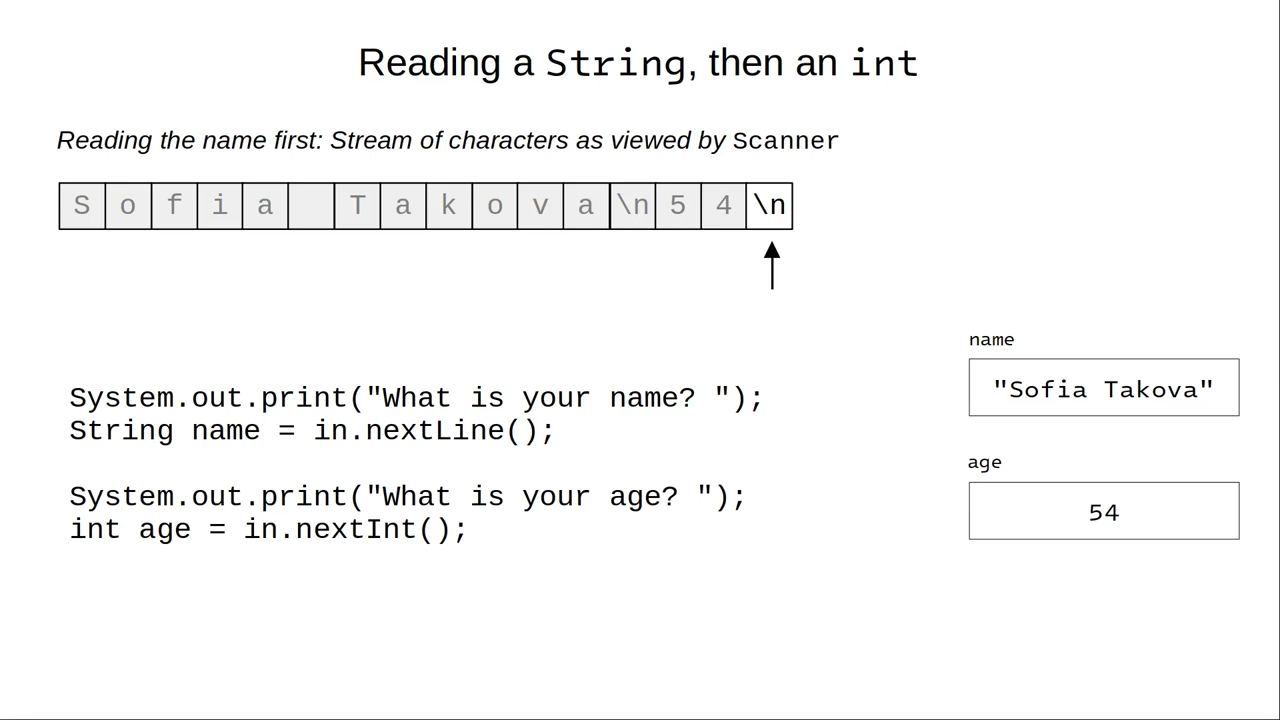 Reading a String, then an int
Reading the name first: Stream of characters as viewed by Scanner
S o f i a   T a k o v a \n 5 4 \n
System.out.print("What is your name? ");
String name = in.nextLine();
System.out.print("What is your age? ");
int age = in.nextInt();
name
"Sofia Takova"
age
54